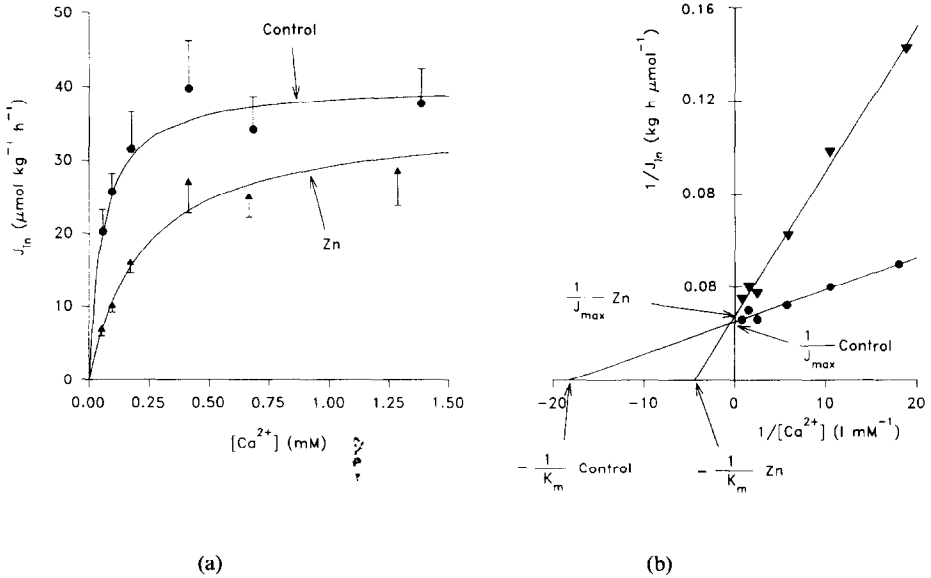 50
40
30
20
10
0
J_in (μmol kg⁻¹ h⁻¹)
Control
Zn
0.00 0.25 0.50 0.75 1.00 1.25 1.50
[Ca²⁺] (mM)
(a)
0.16
0.12
0.08
0.04
1/J_in (kg h μmol⁻¹)
1/J_max Zn
1/J_max Control
-20 -10 0 10 20
1/[Ca²⁺] (l mM⁻¹)
- 1/K_m Control
- 1/K_m Zn
(b)